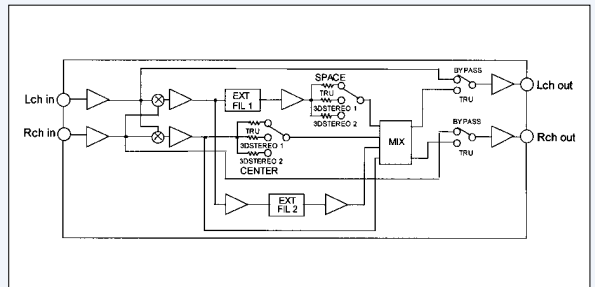 SPACE
BYPASS
Lch in
EXT
FIL 1
TRU
3DSTEREO 1
3DSTEREO 2
Lch out
TRU
Rch in
TRU
3DSTEREO 1
3DSTEREO 2
CENTER
MIX
BYPASS
TRU
Rch out
EXT
FIL 2